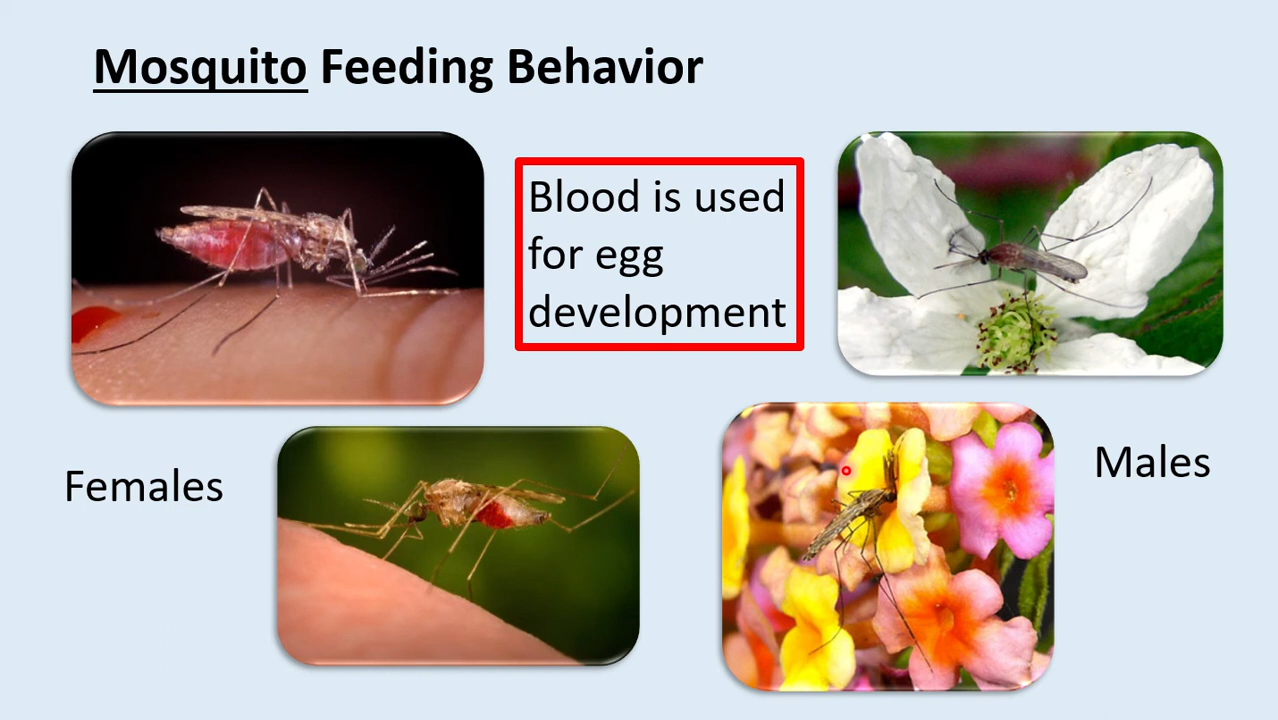 Mosquito Feeding Behavior
Blood is used
for egg
development
Females
Males